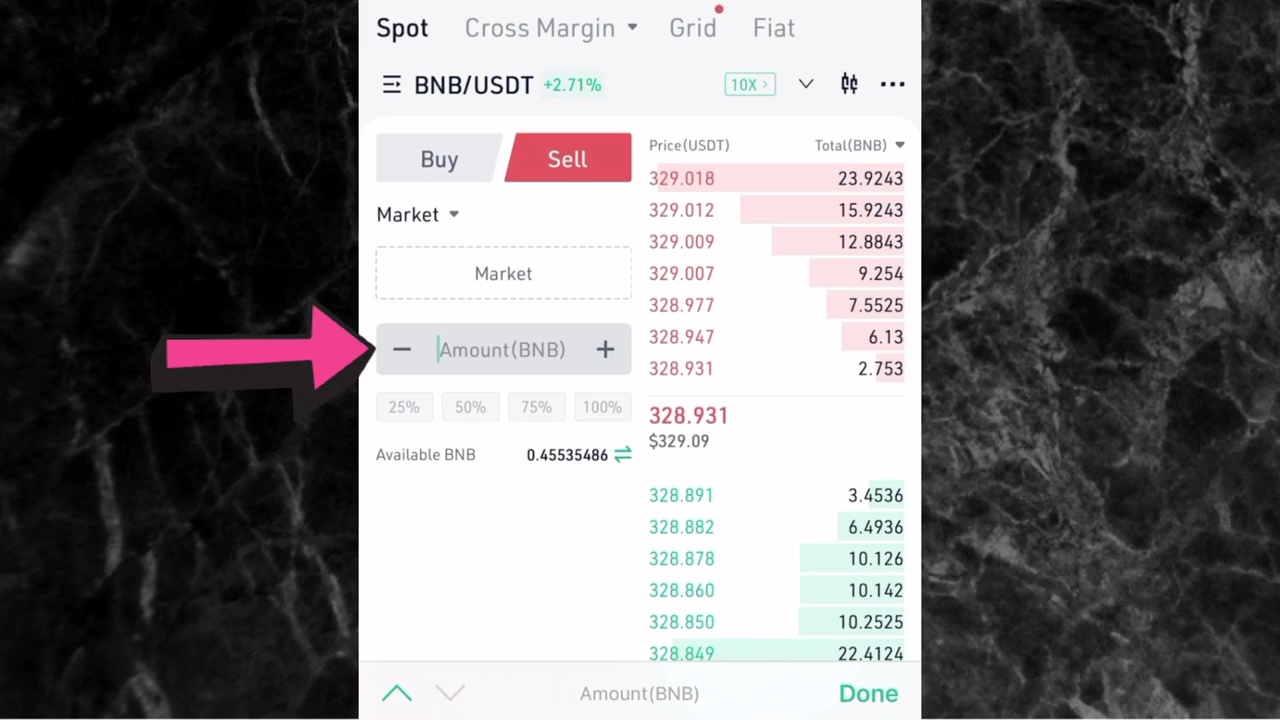 Spot Cross Margin Grid Fiat
BNB/USDT +2.71% 10X >
Buy Sell
Market
Market
Amount(BNB)
25% 50% 75% 100%
Available BNB 0.45535486
Price(USDT) Total(BNB)
329.018 23.9243
329.012 15.9243
329.009 12.8843
329.007 9.254
328.977 7.5525
328.947 6.13
328.931 2.753
328.931
$329.09
328.891 3.4536
328.882 6.4936
328.878 10.126
328.860 10.142
328.850 10.2525
328.849 22.4124
Amount(BNB) Done